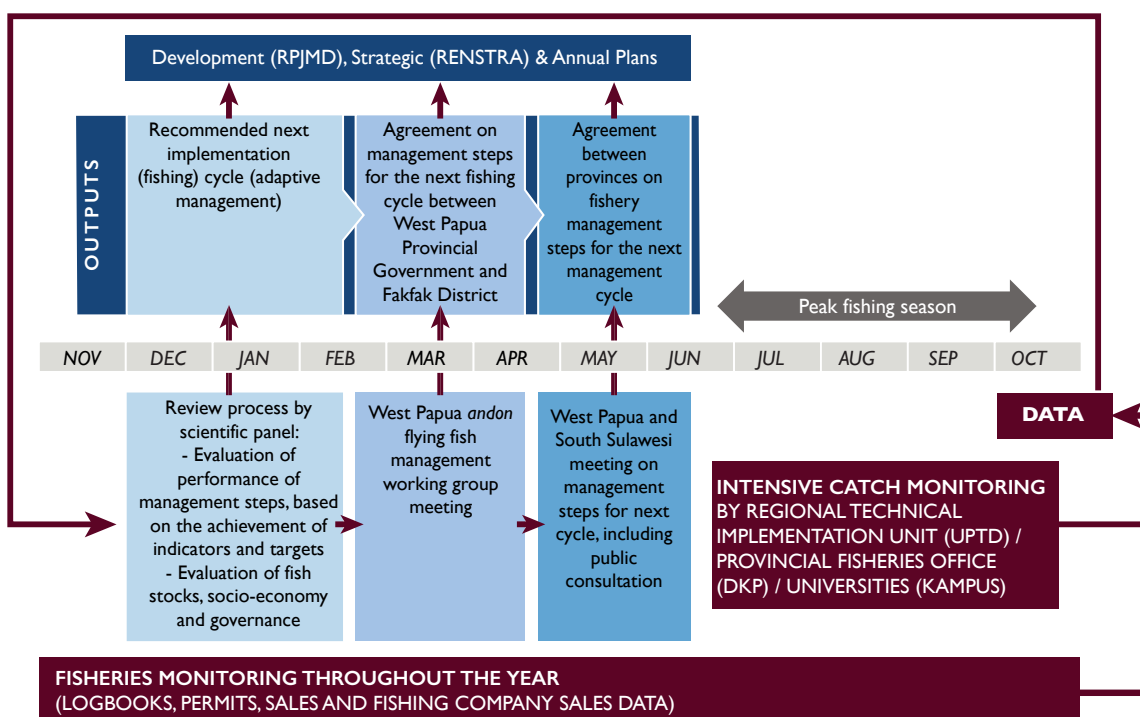 Development (RPJMD), Strategic (RENSTRA) & Annual Plans
OUTPUTS
Recommended next
implementation
(fishing) cycle (adaptive
management)
Agreement on
management steps
for the next fishing
cycle between
West Papua
Provincial
Government and
Fakfak District
Agreement
between
provinces on
fishery
management
steps for the next
management
cycle
Peak fishing season
NOV DEC JAN FEB MAR APR MAY JUN JUL AUG SEP OCT
Review process by
scientific panel:
- Evaluation of
performance of
management steps, based
on the achievement of
indicators and targets
- Evaluation of fish
stocks, socio-economy
and governance
West Papua andon
flying fish
management
working group
meeting
West Papua and
South Sulawesi
meeting on
management
steps for next
cycle, including
public
consultation
DATA
INTENSIVE CATCH MONITORING
BY REGIONAL TECHNICAL
IMPLEMENTATION UNIT (UPTD) /
PROVINCIAL FISHERIES OFFICE
(DKP) / UNIVERSITIES (KAMPUS)
FISHERIES MONITORING THROUGHOUT THE YEAR
(LOGBOOKS, PERMITS, SALES AND FISHING COMPANY SALES DATA)